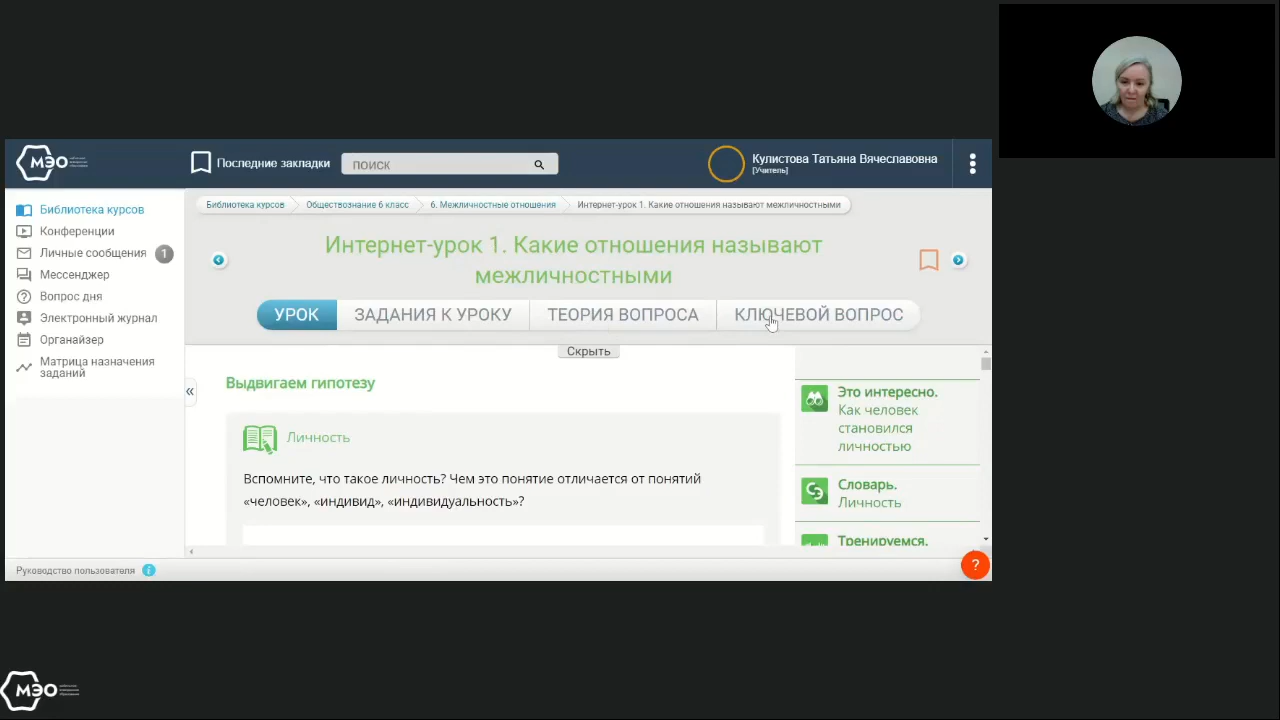 МЭО
Последние закладки
поиск
Кулистова Татьяна Вячеславовна
[Учитель]
Библиотека курсов
Конференции
Личные сообщения 1
Мессенджер
Вопрос дня
Электронный журнал
Органайзер
Матрица назначения
заданий
Библиотека курсов
Обществознание 6 класс
6. Межличностные отношения
Интернет-урок 1. Какие отношения называют межличностными
Интернет-урок 1. Какие отношения называют
межличностными
УРОК
ЗАДАНИЯ К УРОКУ
ТЕОРИЯ ВОПРОСА
КЛЮЧЕВОЙ ВОПРОС
Скрыть
«
Выдвигаем гипотезу
Личность
Вспомните, что такое личность? Чем это понятие отличается от понятий
«человек», «индивид», «индивидуальность»?
Это интересно.
Как человек
становился
личностью
Словарь.
Личность
Тренируемся.
Руководство пользователя i
?
МЭО